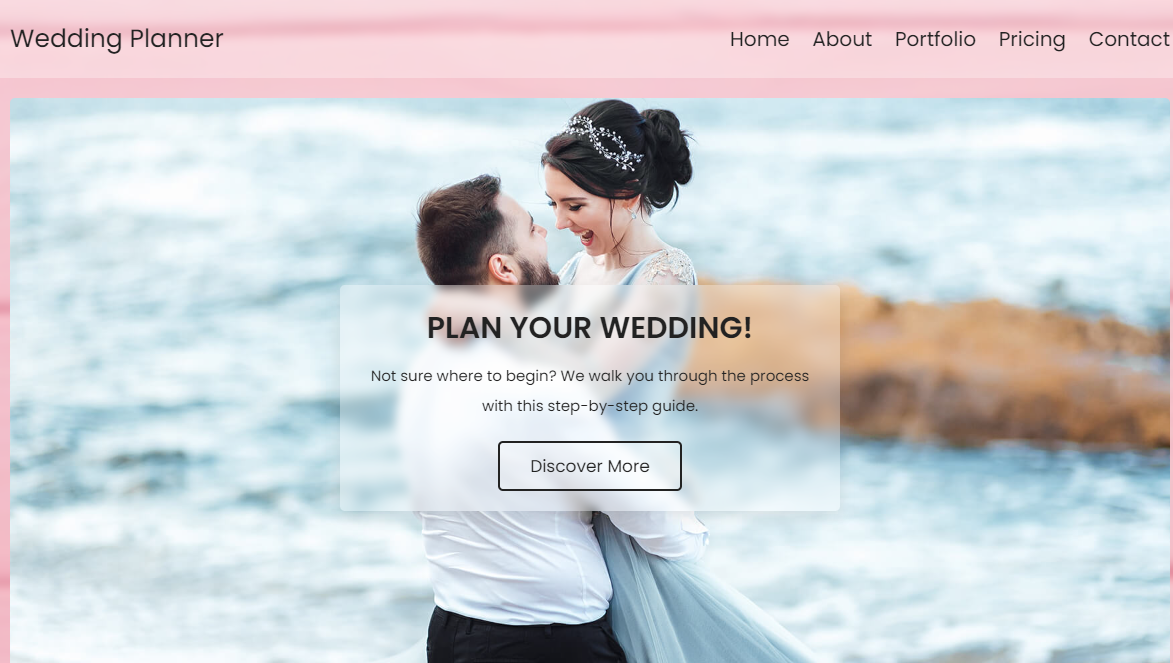 Wedding Planner
Home About Portfolio Pricing Contact
PLAN YOUR WEDDING!
Not sure where to begin? We walk you through the process
with this step-by-step guide.
Discover More